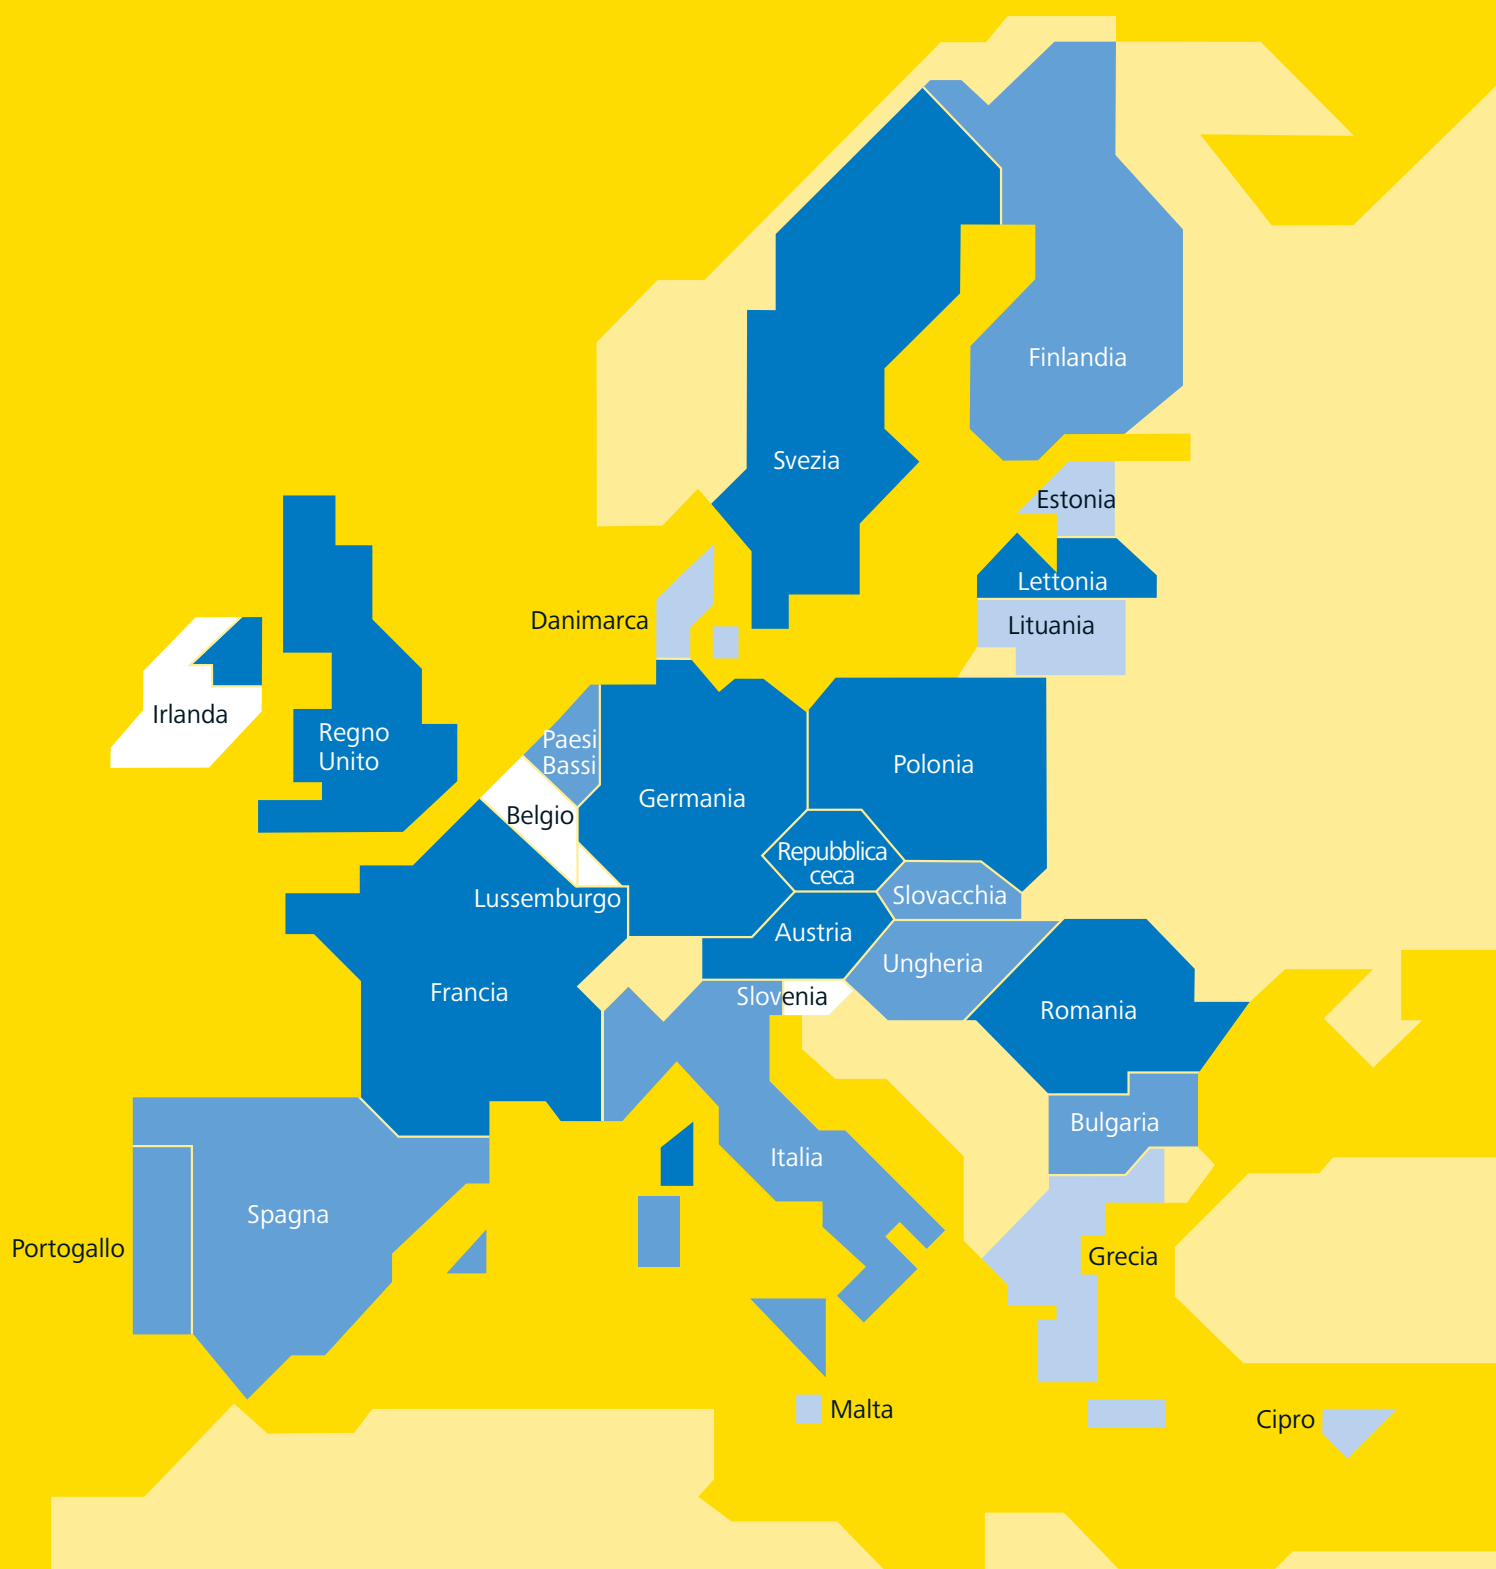 Finlandia
Svezia
Estonia
Lettonia
Danimarca
Lituania
Irlanda
Regno
Unito
Paesi
Bassi
Polonia
Germania
Belgio
Repubblica
ceca
Slovacchia
Lussemburgo
Austria
Ungheria
Francia
Slovenia
Romania
Bulgaria
Italia
Spagna
Portogallo
Grecia
Malta
Cipro